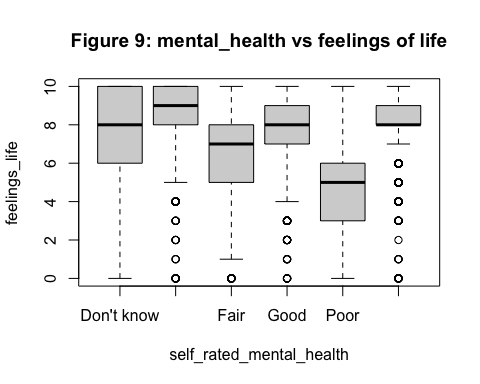 Figure 9: mental_health vs feelings of life
10
8
6
4
2
0
feelings_life
Don't know Fair Good Poor
self_rated_mental_health